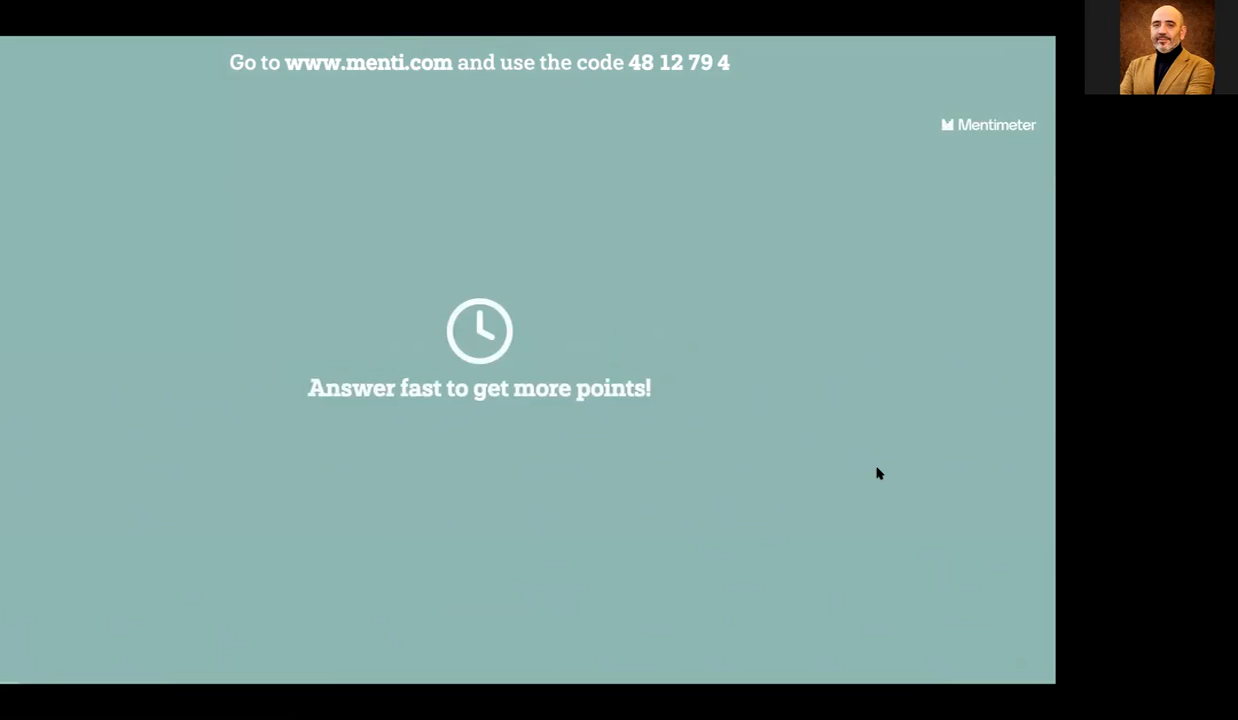 Go to www.menti.com and use the code 48 12 79 4
Mentimeter
Answer fast to get more points!